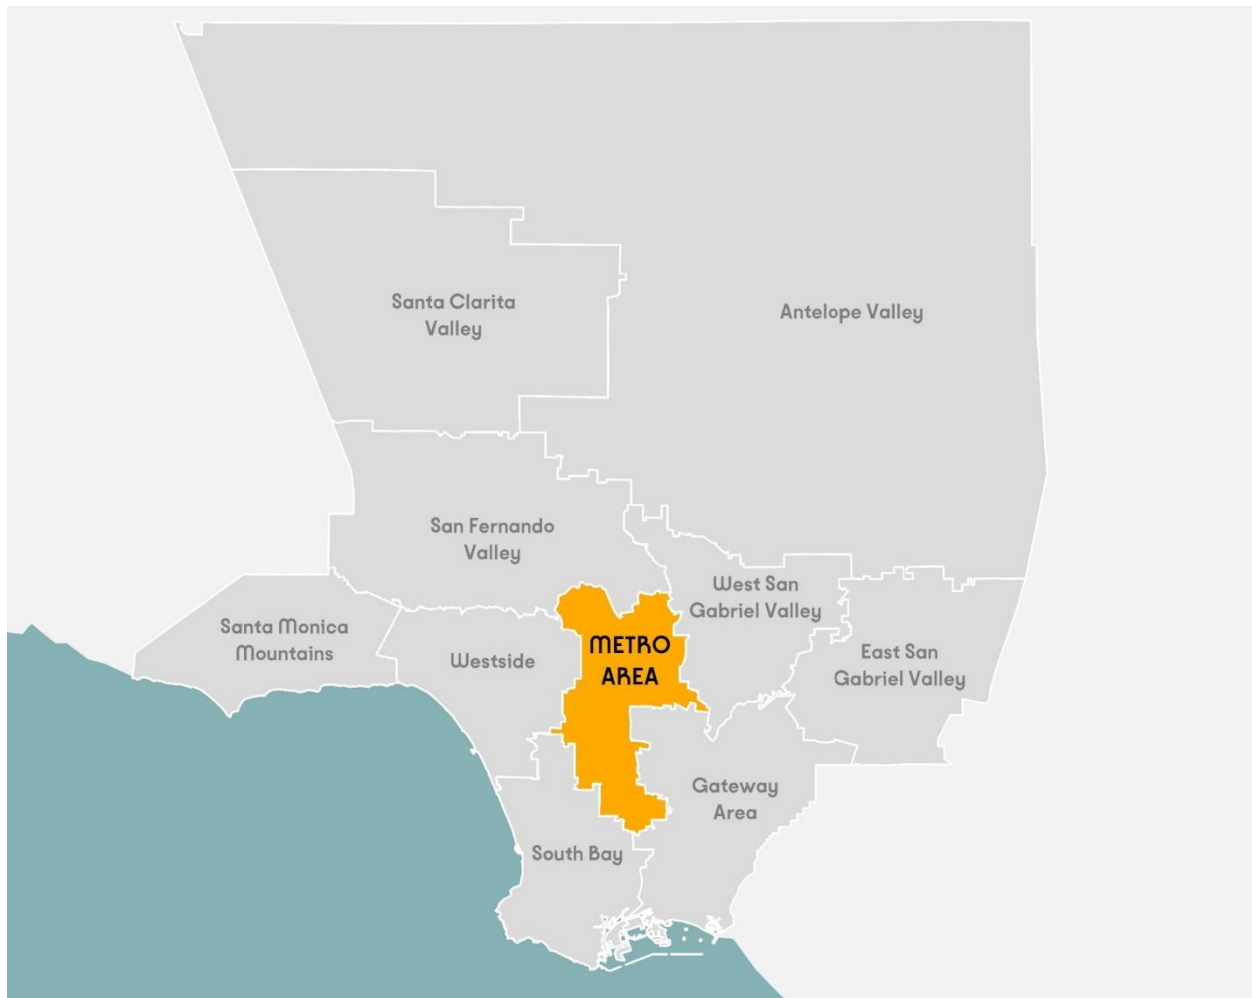 Santa Clarita
Valley
Antelope Valley
San Fernando
Valley
West San
Gabriel Valley
Santa Monica
Mountains
Westside
METRO
AREA
East San
Gabriel Valley
Gateway
Area
South Bay